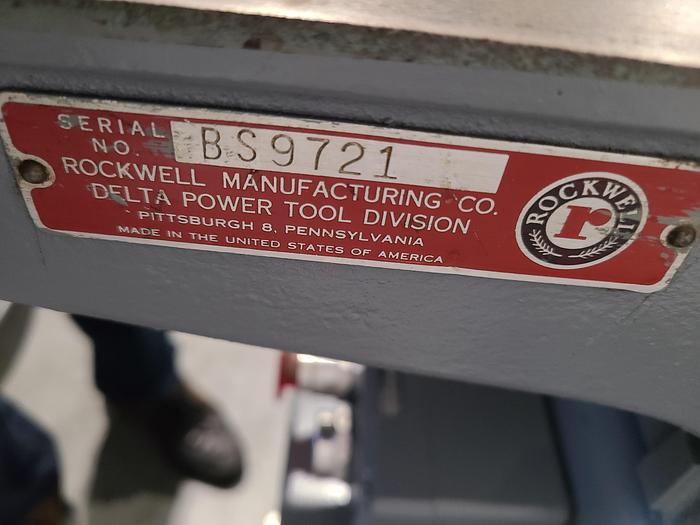 SERIAL
NO.
BS9721
ROCKWELL MANUFACTURING CO.
DELTA POWER TOOL DIVISION
PITTSBURGH 8, PENNSYLVANIA
MADE IN THE UNITED STATES OF AMERICA
ROCKWELL
r